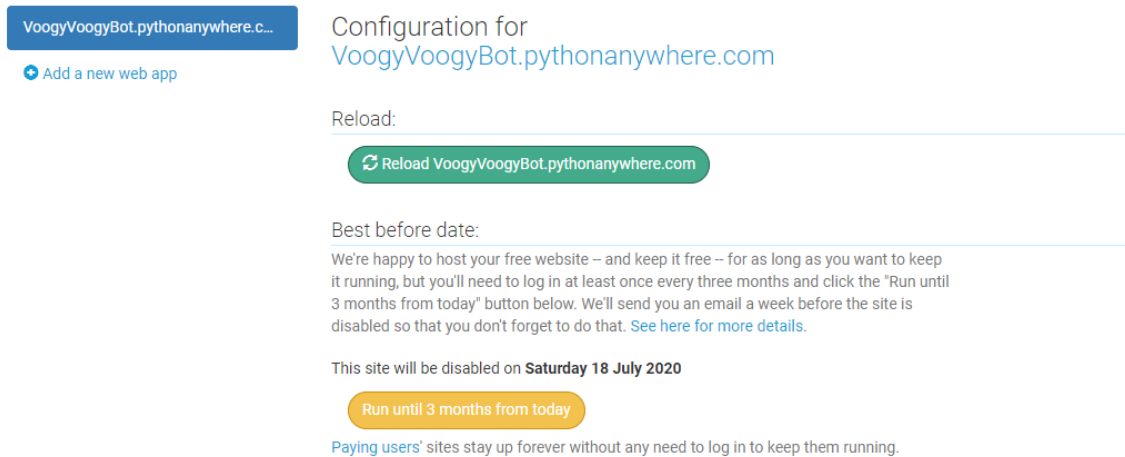 VoogyVoogyBot.pythonanywhere.c...
Add a new web app
Configuration for
VoogyVoogyBot.pythonanywhere.com
Reload:
Reload VoogyVoogyBot.pythonanywhere.com
Best before date:
We're happy to host your free website -- and keep it free -- for as long as you want to keep
it running, but you'll need to log in at least once every three months and click the "Run until
3 months from today" button below. We'll send you an email a week before the site is
disabled so that you don't forget to do that. See here for more details.
This site will be disabled on Saturday 18 July 2020
Run until 3 months from today
Paying users' sites stay up forever without any need to log in to keep them running.